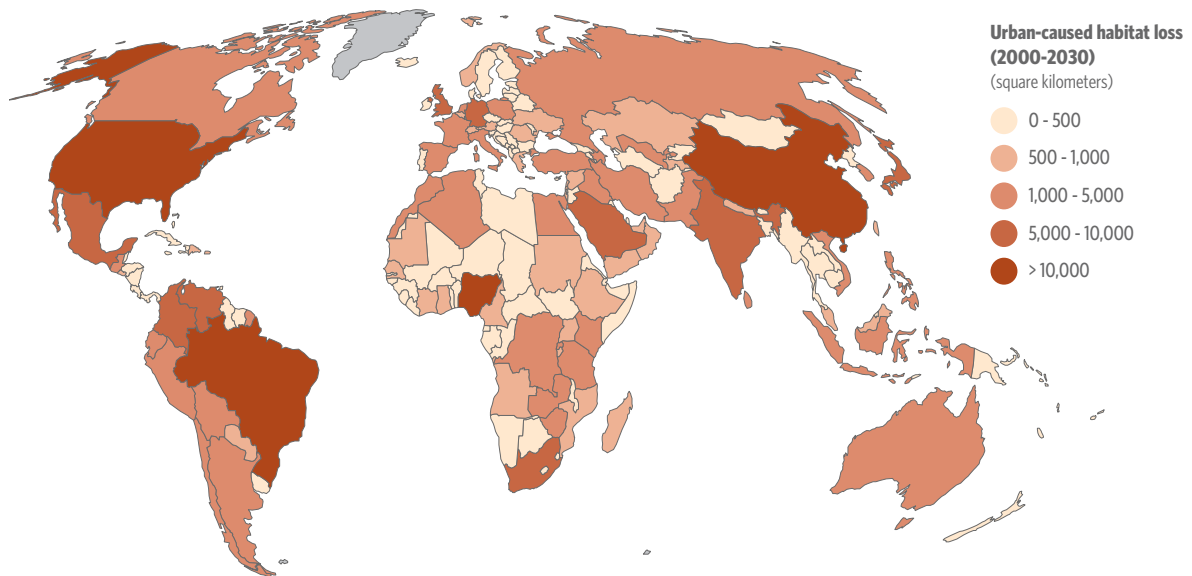 Urban-caused habitat loss
(2000-2030)
(square kilometers)
0 - 500
500 - 1,000
1,000 - 5,000
5,000 - 10,000
> 10,000